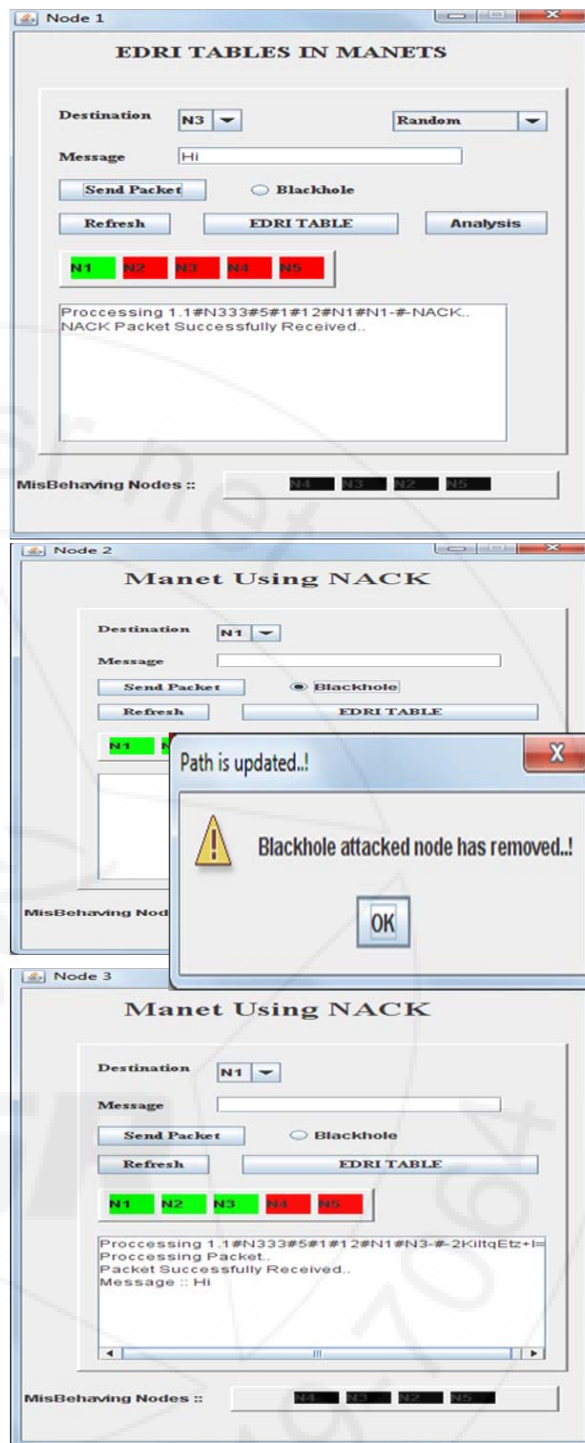 Node 1
EDRI TABLES IN MANETS
Destination N3 Random
Message Hi
Send Packet Blackhole
Refresh EDRI TABLE Analysis
N1 N2 N3 N4 N5
Proccessing 1.1#N333#5#1#12#N1#N1-#-NACK..
NACK Packet Successfully Received..
MisBehaving Nodes :: N4 N3 N2 N5
Node 2
Manet Using NACK
Destination N1
Message
Send Packet Blackhole
Refresh EDRI TABLE
N1
Path is updated..!
Blackhole attacked node has removed..!
OK
MisBehaving Nod
Node 3
Manet Using NACK
Destination N1
Message
Send Packet Blackhole
Refresh EDRI TABLE
N1 N2 N3 N4 N5
Proccessing 1.1#N333#5#1#12#N1#N3-#-2KiltqEtz+I=
Proccessing Packet..
Packet Successfully Received..
Message :: Hi
MisBehaving Nodes :: N4 N3 N2 N5